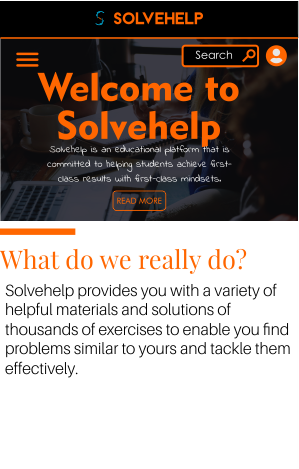 S SOLVEHELP
Search
Welcome to
Solvehelp
Solvehelp is an educational platform that is
committed to helping students achieve first-
class results with first-class mindsets.
READ MORE
What do we really do?
Solvehelp provides you with a variety of
helpful materials and solutions of
thousands of exercises to enable you find
problems similar to yours and tackle them
effectively.